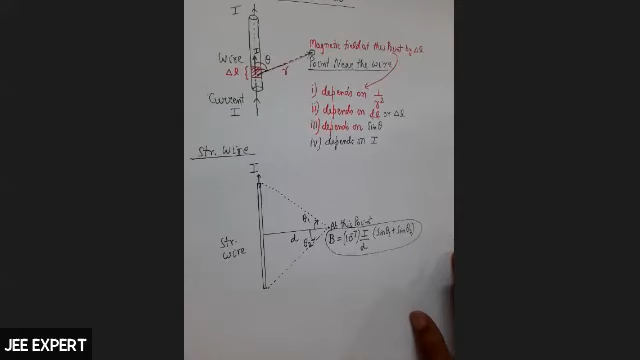 I
Magnetic field at this Point by Δl
Wire
I
θ
Point Near the wire
Δl
r
i) depends on 1/r²
Current
I
ii) depends on dl or Δl
iii) depends on Sinθ
iv) depends on I
Str. Wire
I
At this Point
θ₁
d
θ₂
B = (10⁻⁷) I/d (Sinθ₁ + Sinθ₂)
Str.
wire
JEE EXPERT